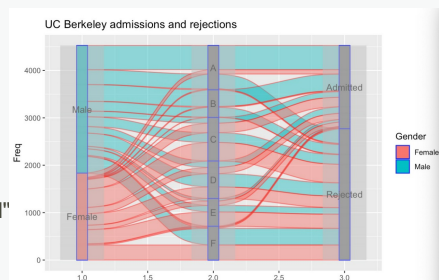 UC Berkeley admissions and rejections
4000
3000
2000
1000
0
Freq
Male
Female
A
B
C
D
E
F
Admitted
Rejected
1.0
1.5
2.0
2.5
3.0
Gender
Female
Male
l"